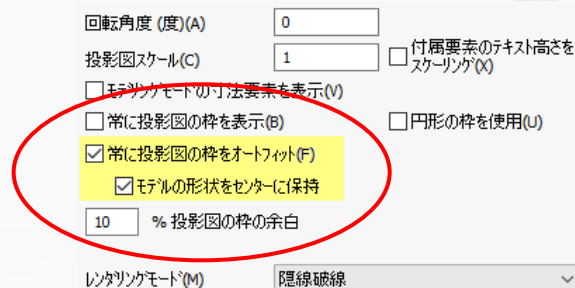 回転角度 (度)(A) 0
投影図スケール(C) 1 付属要素のテキスト高さを
スケーリング(X)
モデリングモードの寸法要素を表示(V)
常に投影図の枠を表示(B) 円形の枠を使用(U)
常に投影図の枠をオートフィット(F)
モデルの形状をセンターに保持
10 % 投影図の枠の余白
レンダリングモード(M) 隠線破線